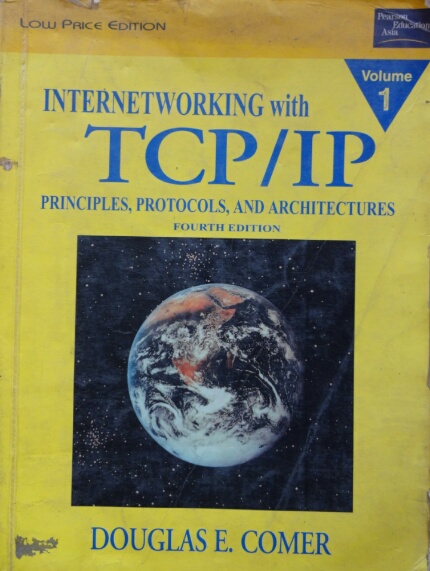 LOW PRICE EDITION
Pearson
Education
Asia
Volume
1
INTERNETWORKING with
TCP/IP
PRINCIPLES, PROTOCOLS, AND ARCHITECTURES
FOURTH EDITION
DOUGLAS E. COMER